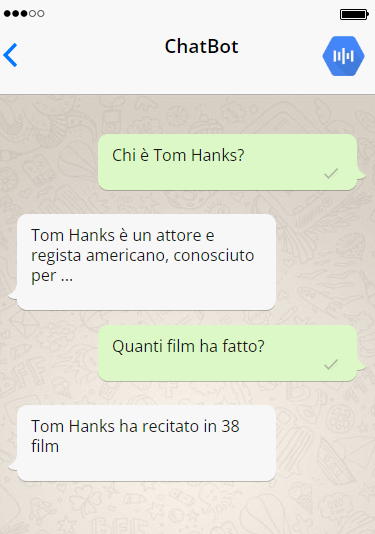 ChatBot
Chi è Tom Hanks?
Tom Hanks è un attore e
regista americano, conosciuto
per ...
Quanti film ha fatto?
Tom Hanks ha recitato in 38
film